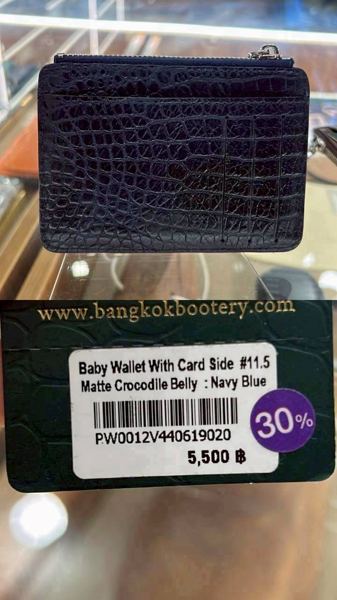 www.bangkokbootery.com
Baby Wallet With Card Side #11.5
Matte Crocodile Belly : Navy Blue
PW0012V440619020
30%
5,500 ฿